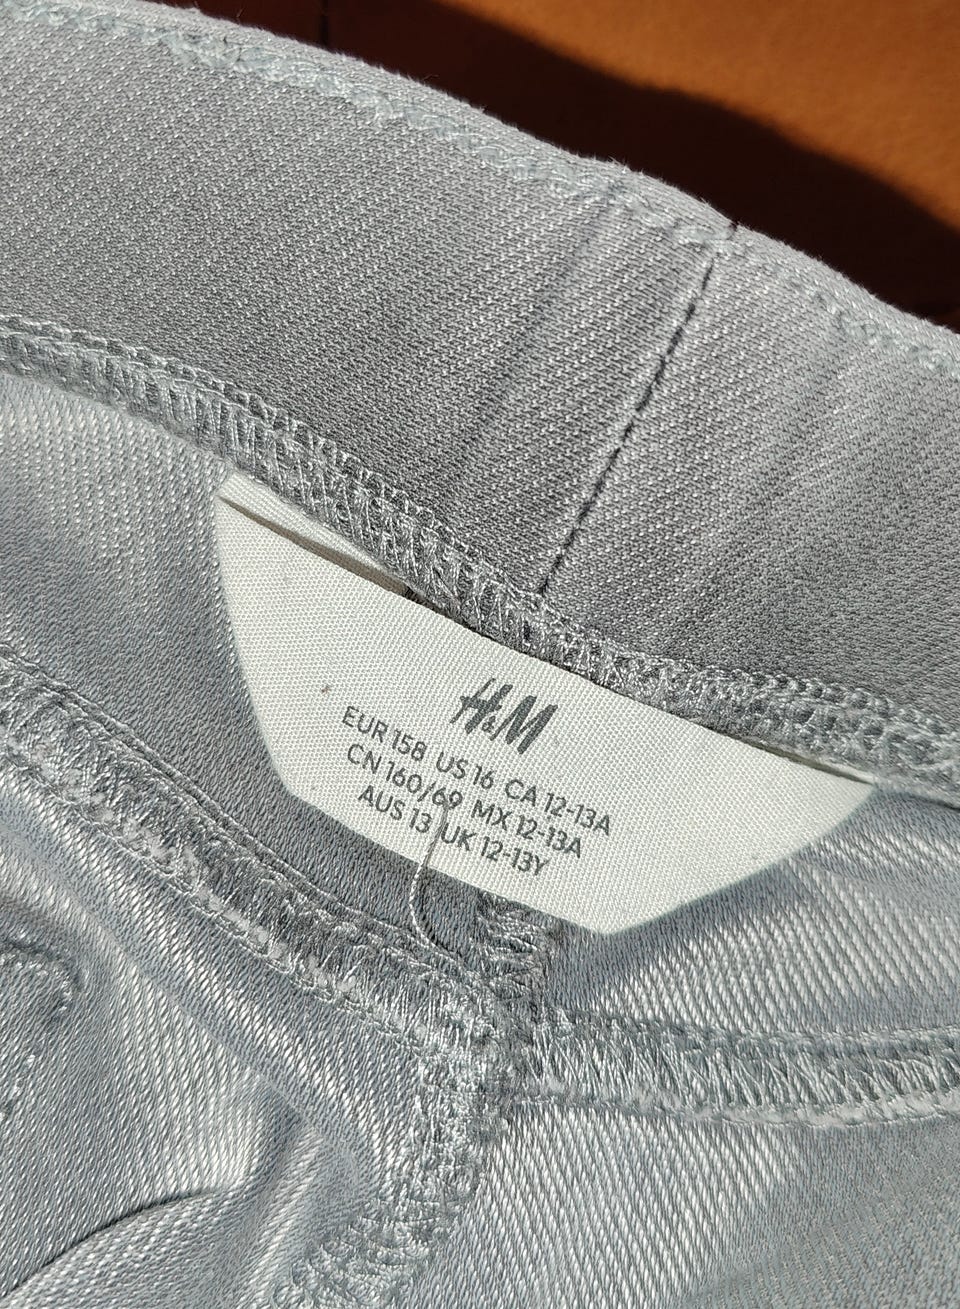 H&M
EUR 158 US 16 CA 12-13A
CN 160/69 MX 12-13A
AUS 13 UK 12-13Y